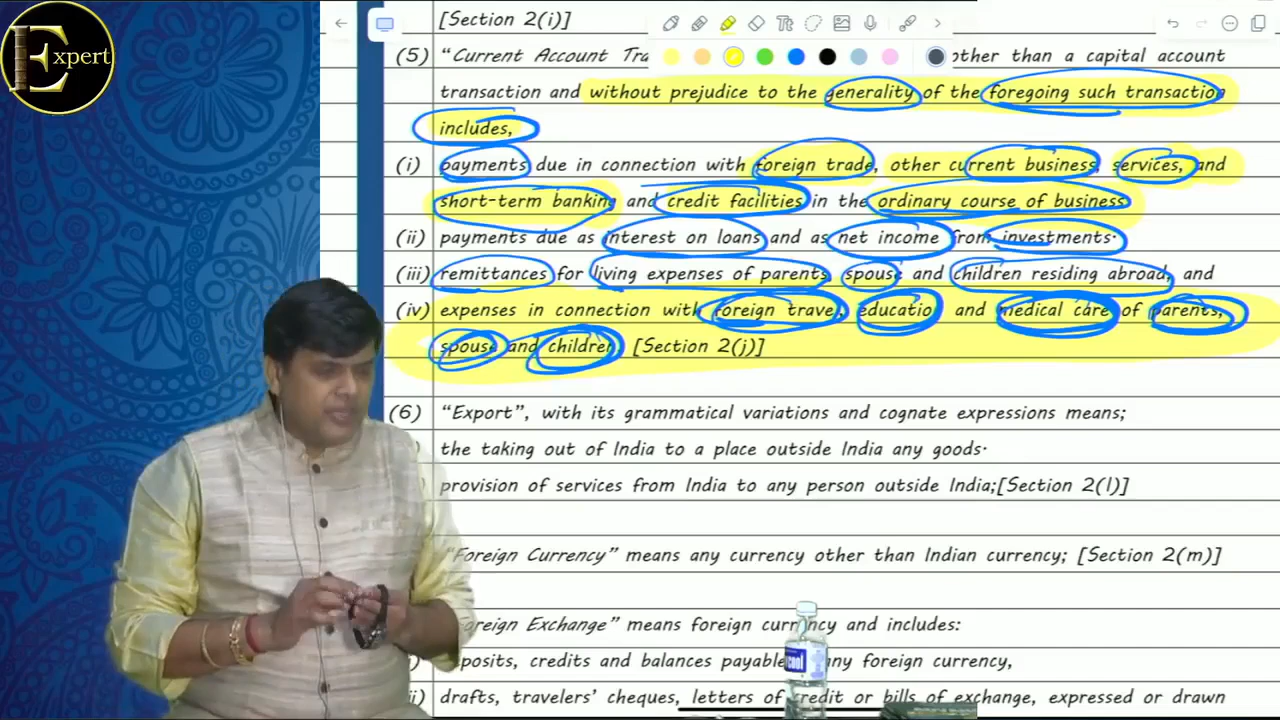 Expert
[Section 2(i)]
(5) “Current Account Tra other than a capital account
transaction and without prejudice to the generality of the foregoing such transaction
includes,
(i) payments due in connection with foreign trade, other current business, services, and
short-term banking and credit facilities in the ordinary course of business·
(ii) payments due as interest on loans and as net income from investments·
(iii) remittances for living expenses of parents, spouse and children residing abroad, and
(iv) expenses in connection with foreign travel, education and medical care of parents,
spouse and children [Section 2(j)]
(6) “Export”, with its grammatical variations and cognate expressions means;
the taking out of India to a place outside India any goods·
provision of services from India to any person outside India;[Section 2(l)]
“Foreign Currency” means any currency other than Indian currency; [Section 2(m)]
“Foreign Exchange” means foreign currency and includes:
deposits, credits and balances payable any foreign currency,
drafts, travelers’ cheques, letters of credit or bills of exchange, expressed or drawn